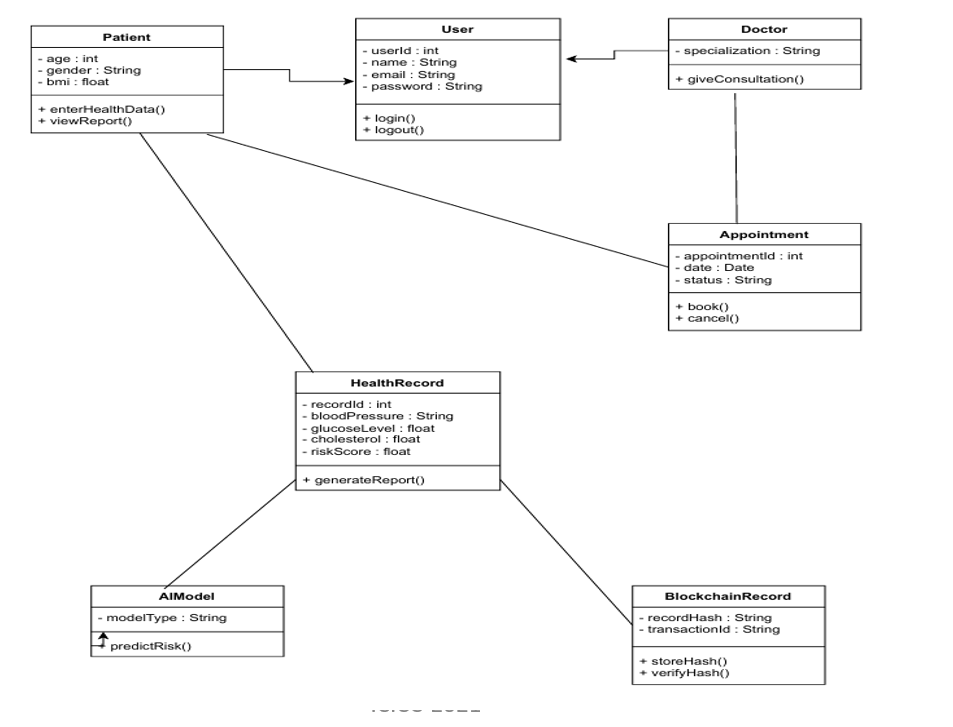 Patient
- age : int
- gender : String
- bmi : float
+ enterHealthData()
+ viewReport()
User
- userId : int
- name : String
- email : String
- password : String
+ login()
+ logout()
Doctor
- specialization : String
+ giveConsultation()
Appointment
- appointmentId : int
- date : Date
- status : String
+ book()
+ cancel()
HealthRecord
- recordId : int
- bloodPressure : String
- glucoseLevel : float
- cholesterol : float
- riskScore : float
+ generateReport()
AIModel
- modelType : String
+ predictRisk()
BlockchainRecord
- recordHash : String
- transactionId : String
+ storeHash()
+ verifyHash()